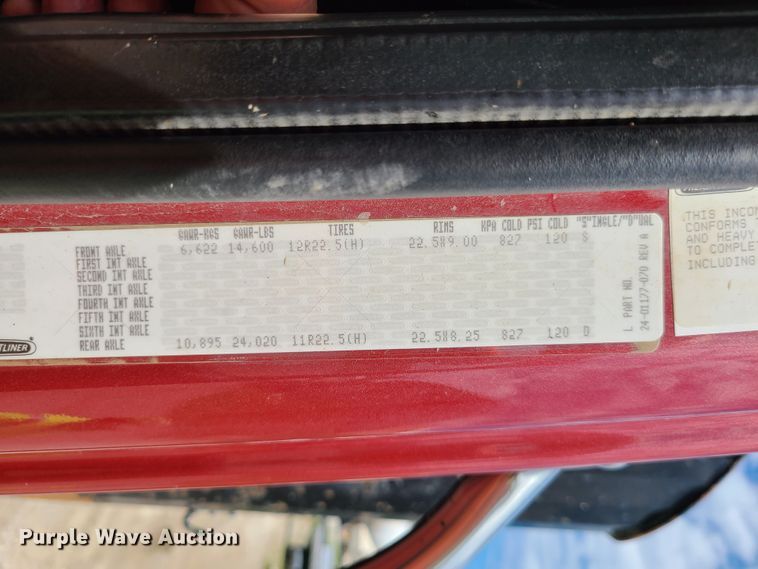 GAWR-KGS GAWR-LBS TIRES RIMS KPA COLD PSI COLD "S"INGLE/"D"UAL
FRONT AXLE 6,622 14,600 12R22.5(H) 22.5X9.00 827 120 S
FIRST INT AXLE
SECOND INT AXLE
THIRD INT AXLE
FOURTH INT AXLE
FIFTH INT AXLE
SIXTH INT AXLE
REAR AXLE 10,895 24,020 11R22.5(H) 22.5X8.25 827 120 D
TLINER
L PART NO.
24-01177-070 REV A
THIS INCO
CONFORMS
AND HEAVY
TO COMPLE
INCLUDING
Purple Wave Auction